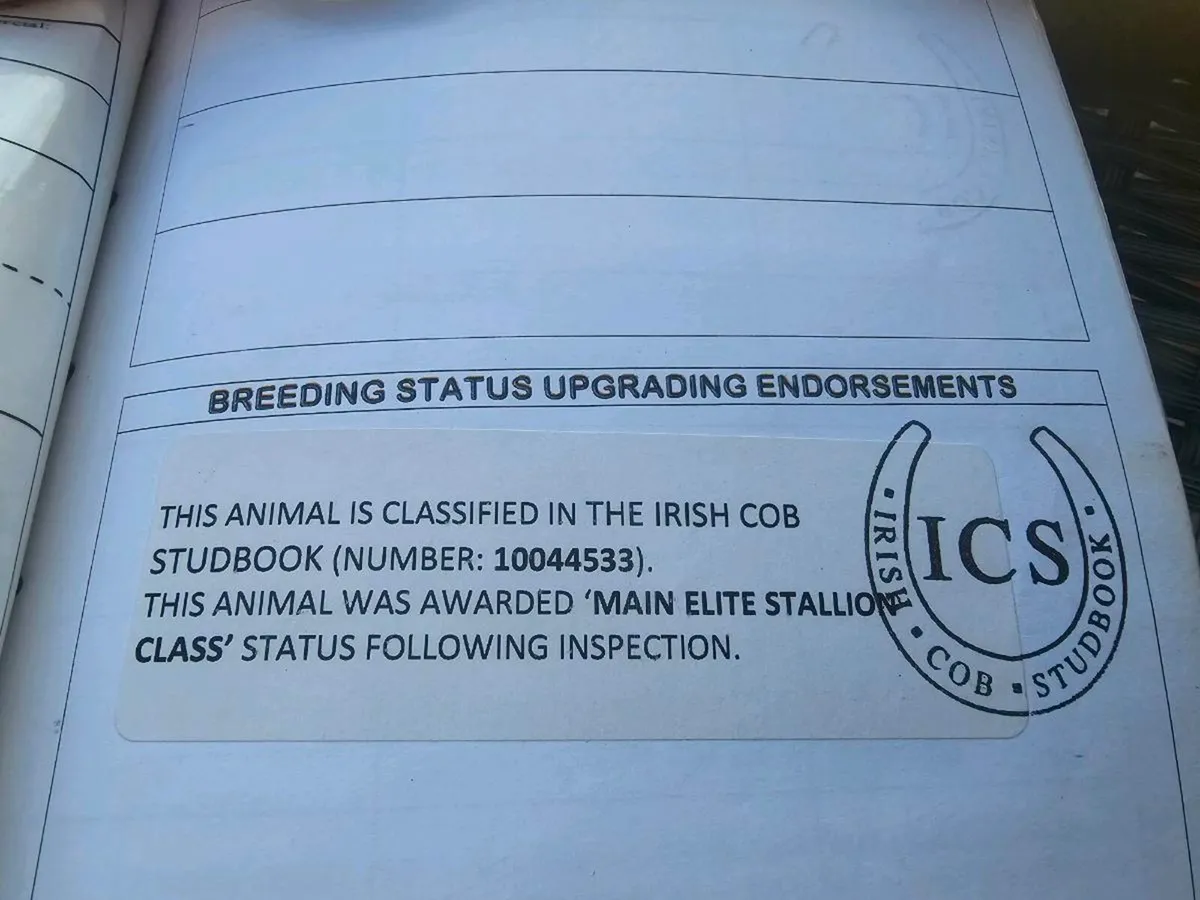 BREEDING STATUS UPGRADING ENDORSEMENTS
THIS ANIMAL IS CLASSIFIED IN THE IRISH COB
STUDBOOK (NUMBER: 10044533).
THIS ANIMAL WAS AWARDED ‘MAIN ELITE STALLION
CLASS’ STATUS FOLLOWING INSPECTION.
ICS
▪ IRISH ▪ COB ▪ STUDBOOK ▪